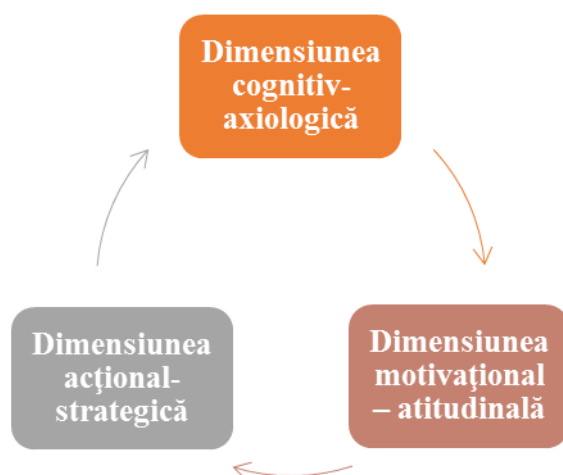 Dimensiunea
cognitiv-
axiologică
Dimensiunea
acţional-
strategică
Dimensiunea
motivaţional
– atitudinală